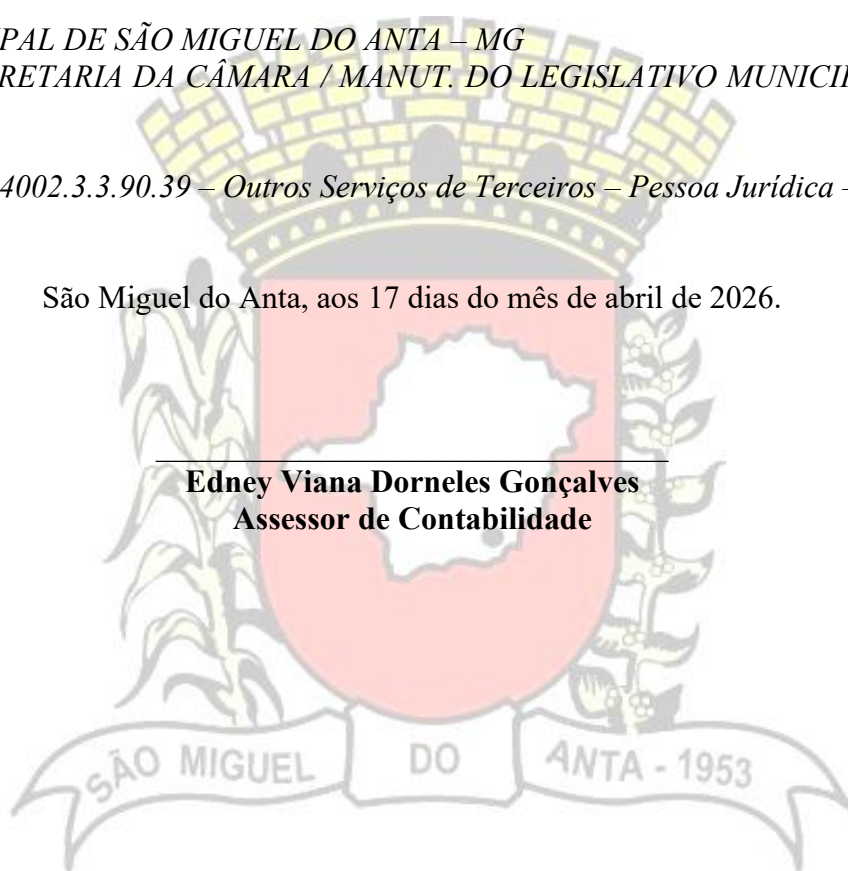 PAL DE SÃO MIGUEL DO ANTA – MG
RETARIA DA CÂMARA / MANUT. DO LEGISLATIVO MUNICI
4002.3.3.90.39 – Outros Serviços de Terceiros – Pessoa Jurídica -
São Miguel do Anta, aos 17 dias do mês de abril de 2026.
Edney Viana Dorneles Gonçalves
Assessor de Contabilidade
SÃO MIGUEL DO ANTA - 1953